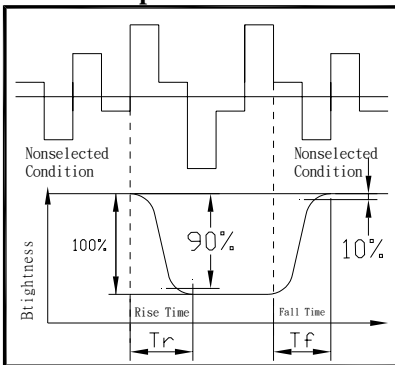 Nonselected Condition
Nonselected Condition
Btightness
100%
90%
10%
Rise Time
Fall Time
Tr
Tf